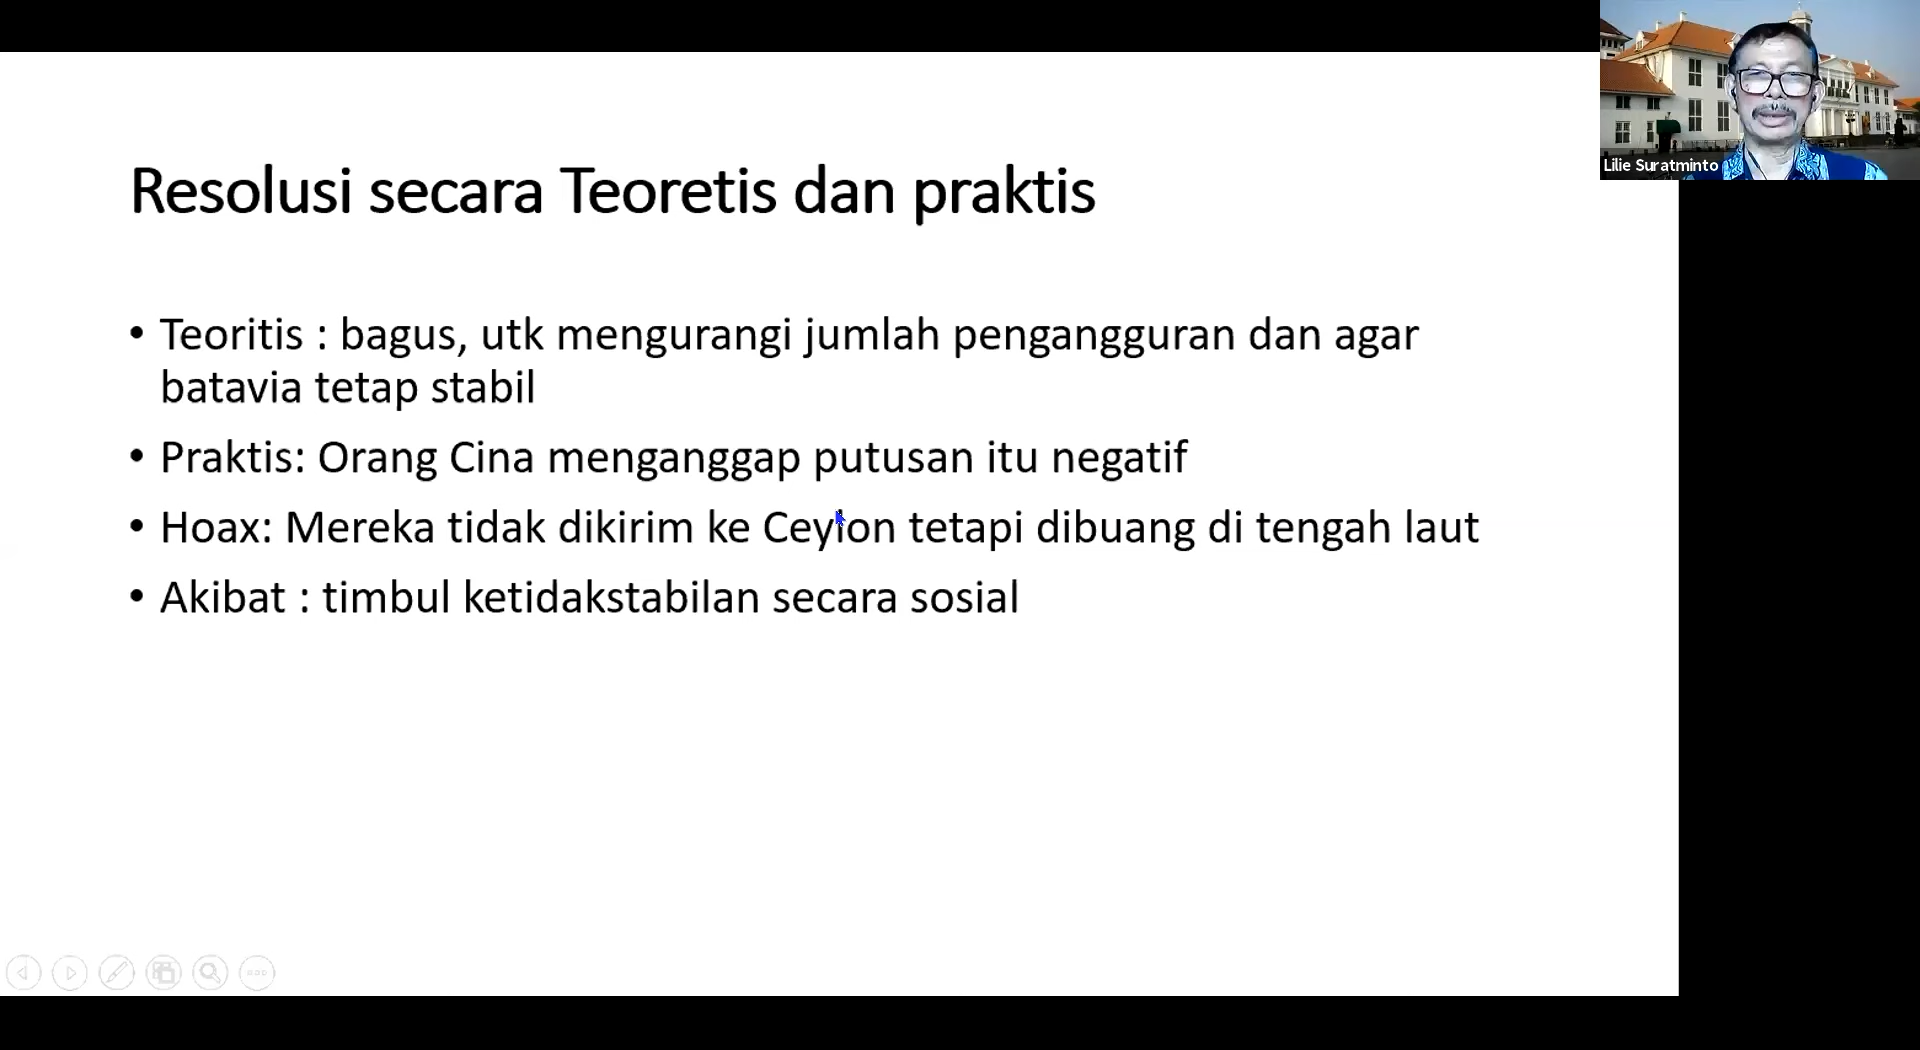 Lilie Suratminto
Resolusi secara Teoretis dan praktis
• Teoritis : bagus, utk mengurangi jumlah pengangguran dan agar
batavia tetap stabil
• Praktis: Orang Cina menganggap putusan itu negatif
• Hoax: Mereka tidak dikirim ke Ceylon tetapi dibuang di tengah laut
• Akibat : timbul ketidakstabilan secara sosial